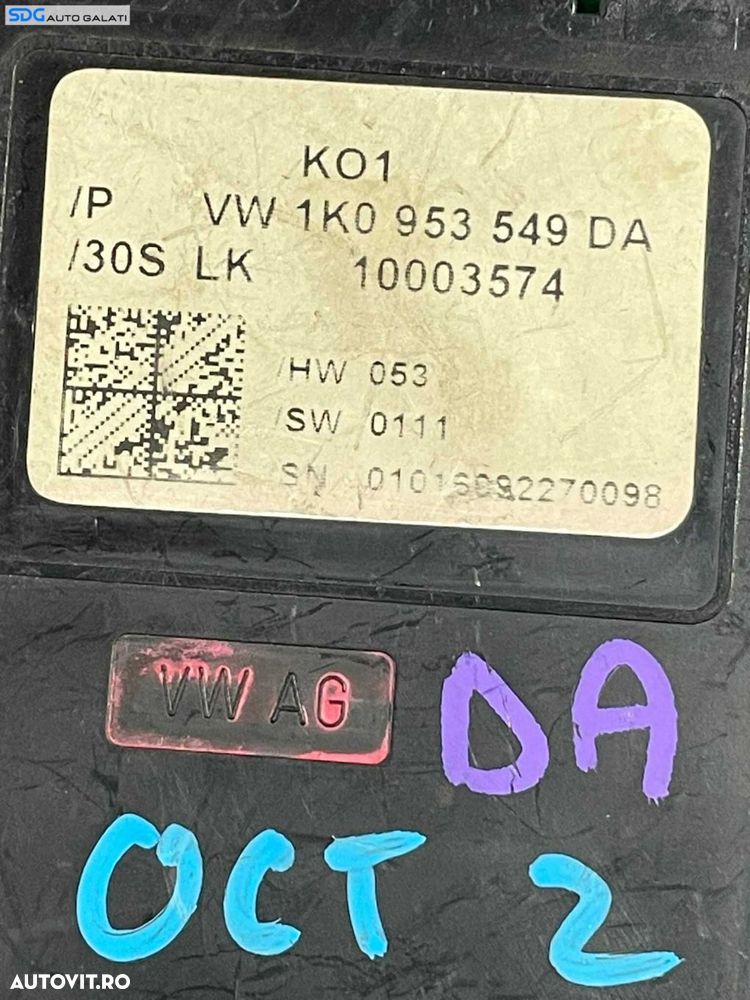 SDG AUTO GALATI
KO1
/P VW 1K0 953 549 DA
/30S LK 10003574
/HW 053
/SW 0111
SN 01016092270098
VW AG
DA
OCT 2
AUTOVIT.RO